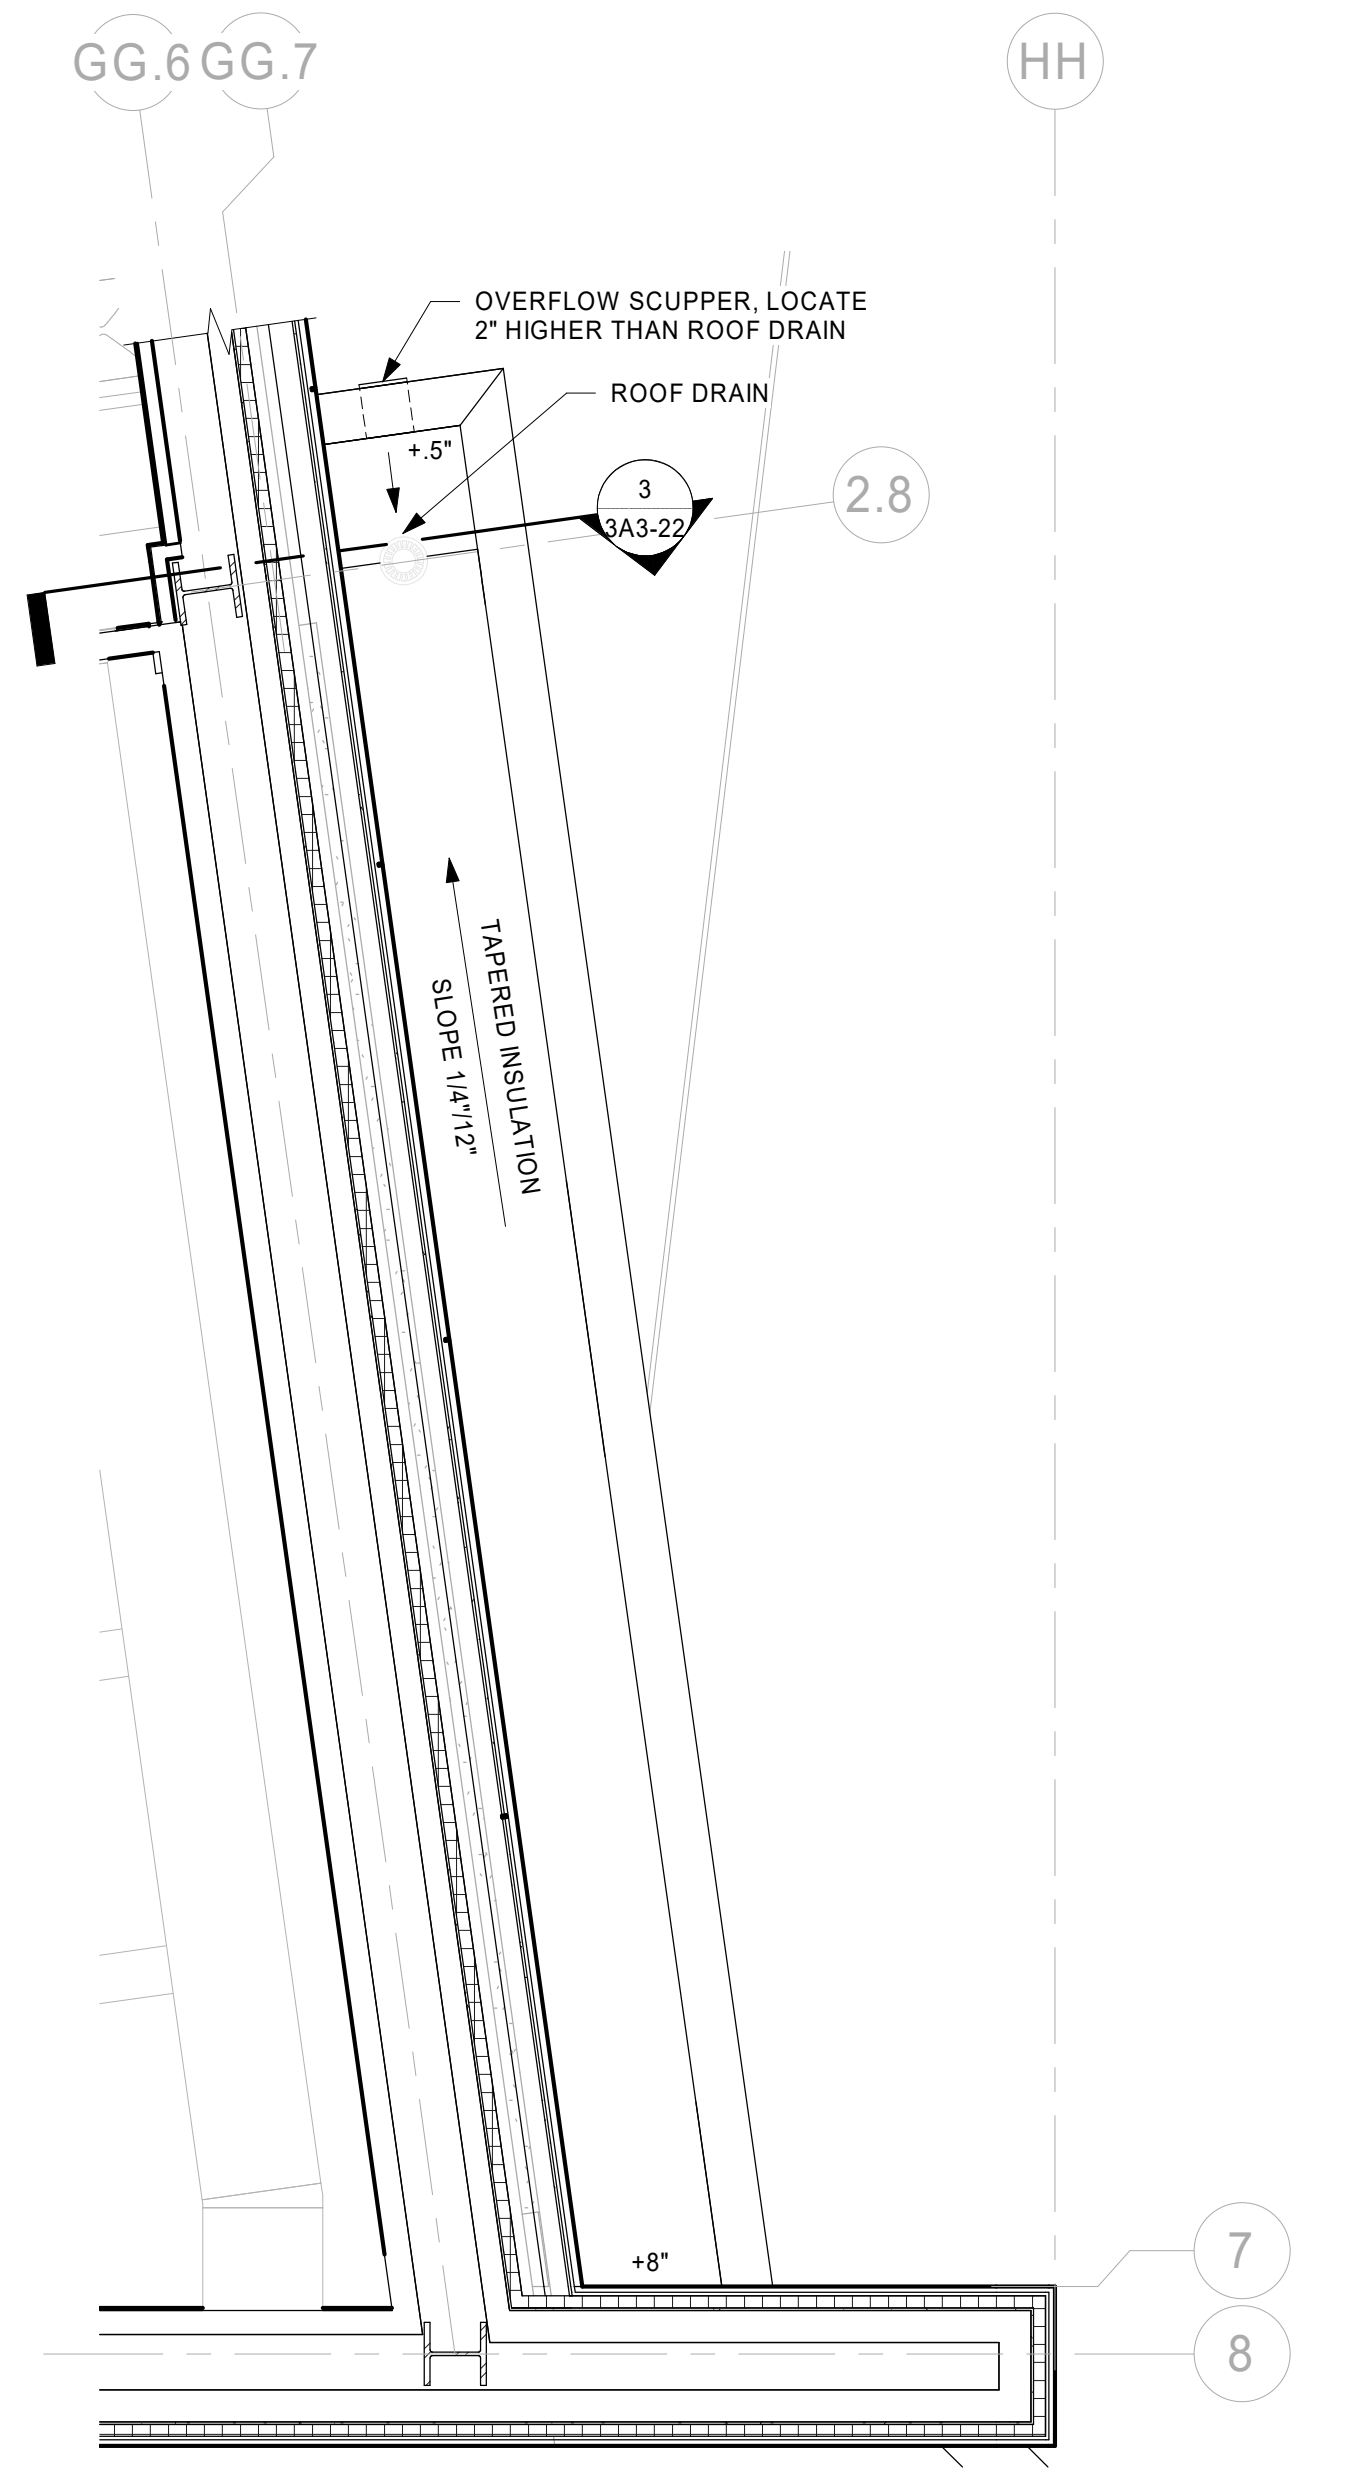 GG.6
GG.7
HH
OVERFLOW SCUPPER, LOCATE
2" HIGHER THAN ROOF DRAIN
ROOF DRAIN
+.5"
3
3A3-22
2.8
TAPERED INSULATION
SLOPE 1/4"/12"
+8"
7
8